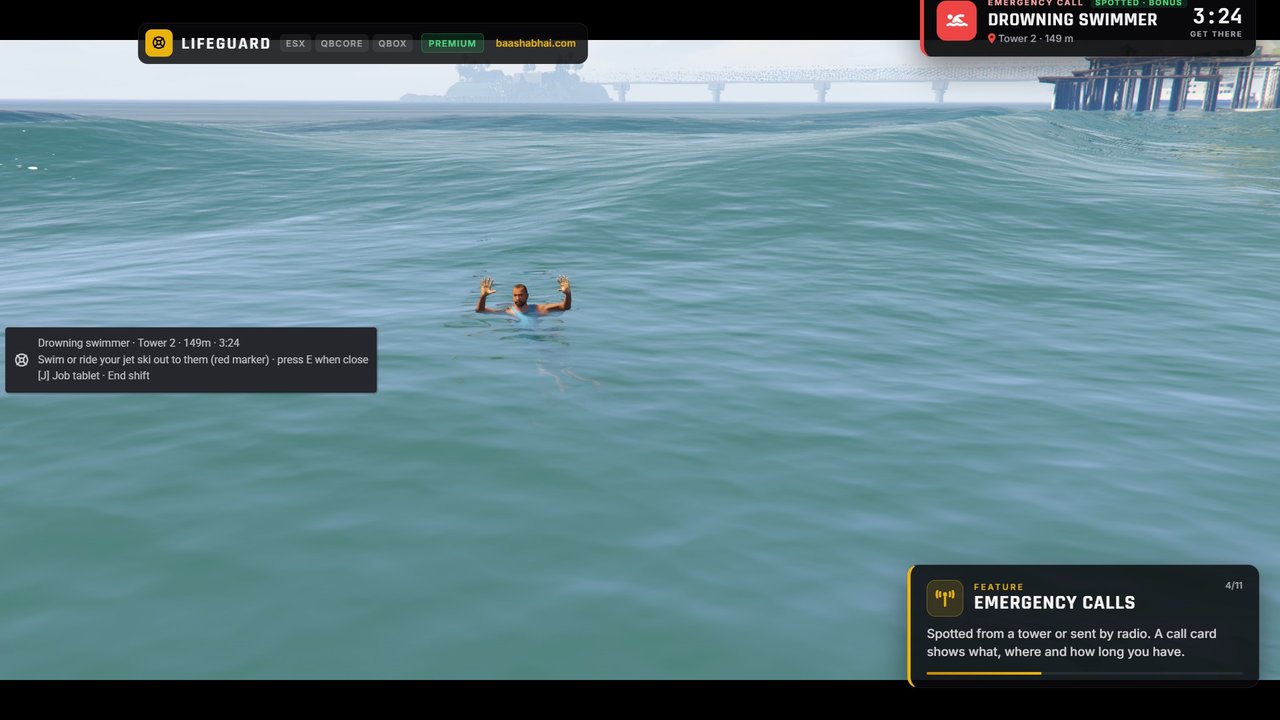 LIFEGUARD ESX QBCORE QBOX PREMIUM baashabhai.com
EMERGENCY CALL SPOTTED · BONUS
DROWNING SWIMMER
Tower 2 · 149 m
3:24
GET THERE
Drowning swimmer · Tower 2 · 149m · 3:24
Swim or ride your jet ski out to them (red marker) · press E when close
[J] Job tablet · End shift
FEATURE
4/11
EMERGENCY CALLS
Spotted from a tower or sent by radio. A call card
shows what, where and how long you have.